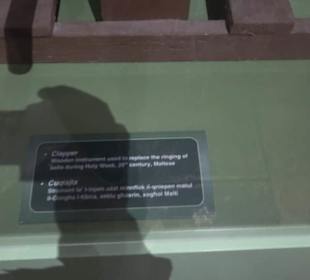 • Clapper
Wooden instrument used to replace the ringing of
bells during Holy Week, 20th century, Maltese
• Ċuqlajta
Strument ta' l-injam użat minflok il-qniepen matul
il-Ġimgħa l-Kbira, seklu għoxrin, xogħol Malti